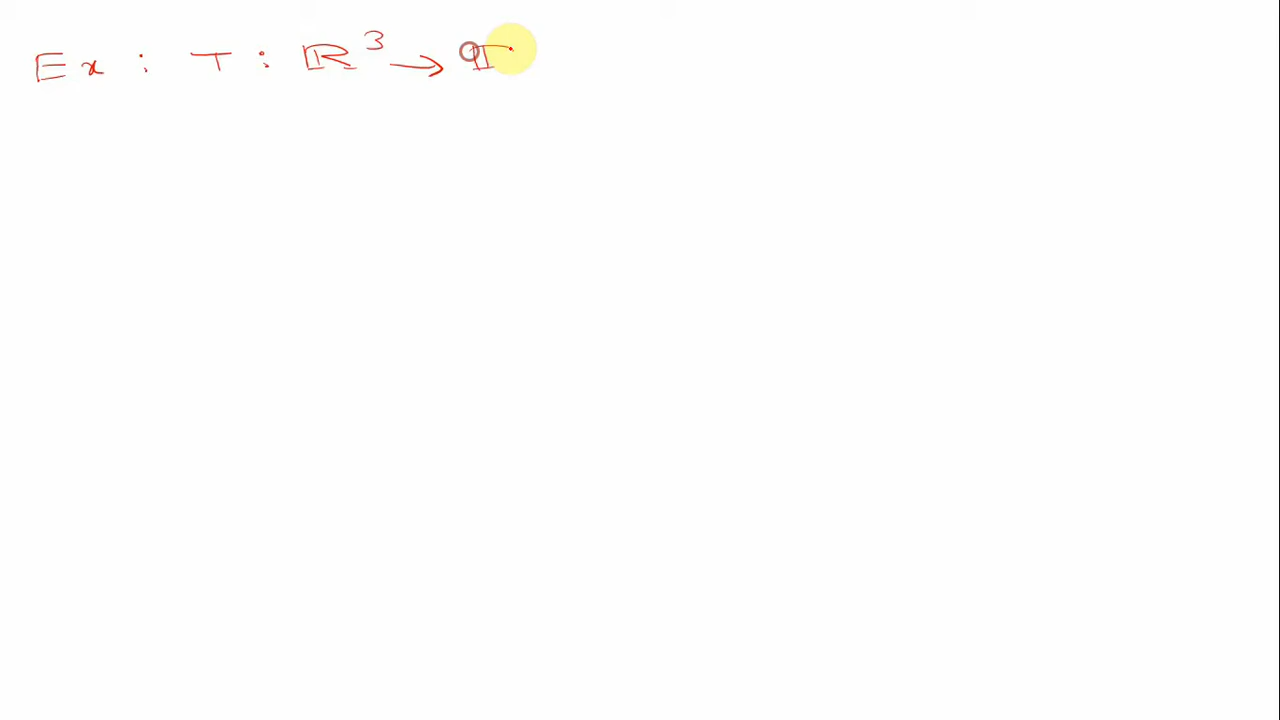 Ex : T : ℝ³ →